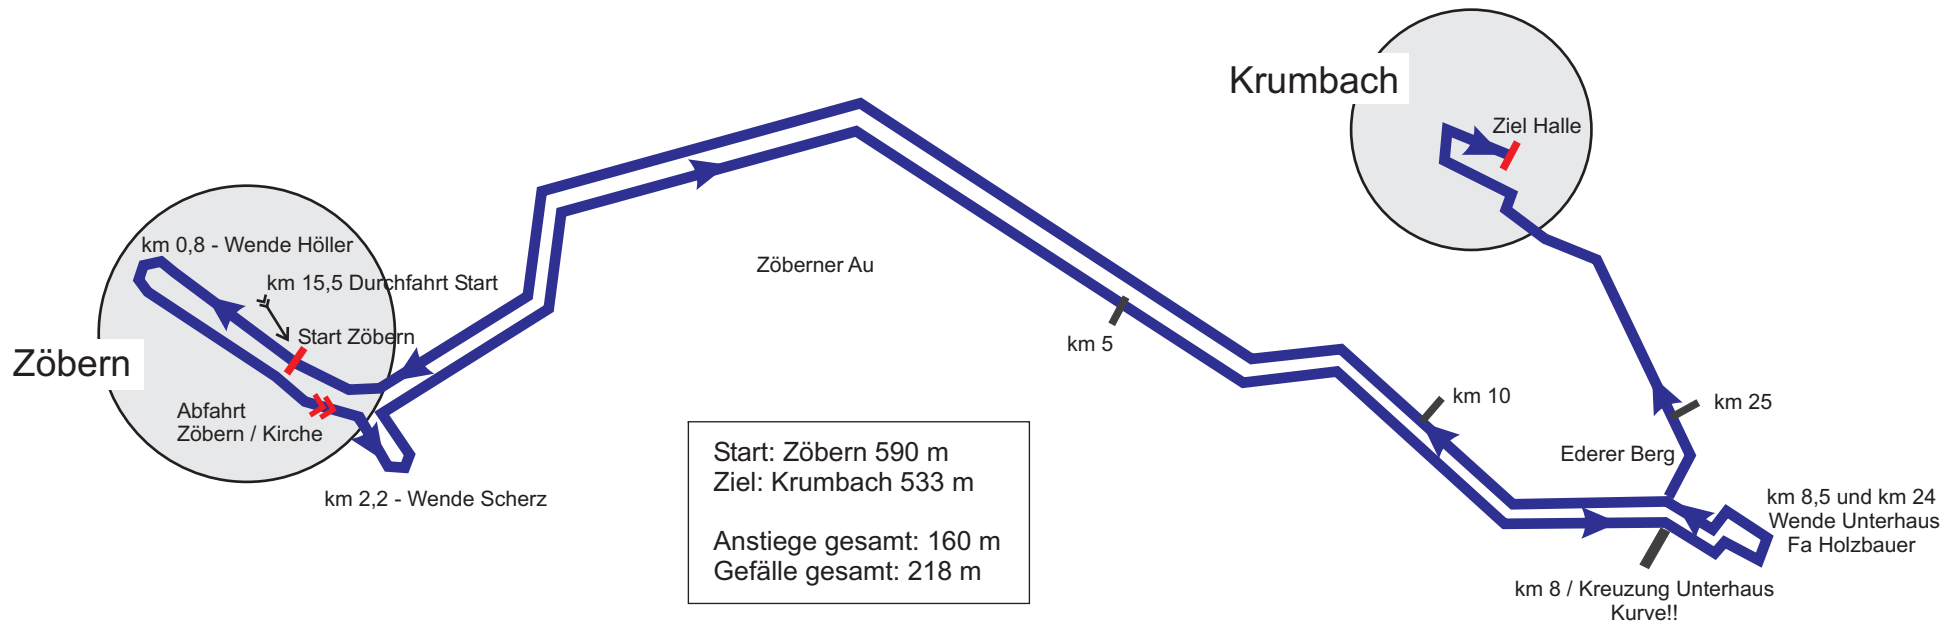 Krumbach
Ziel Halle
km 0,8 - Wende Höller
km 15,5 Durchfahrt Start
Start Zöbern
Zöbern
Abfahrt
Zöbern / Kirche
km 2,2 - Wende Scherz
Zöberner Au
km 5
km 10
km 25
Ederer Berg
km 8,5 und km 24
Wende Unterhaus
Fa Holzbauer
km 8 / Kreuzung Unterhaus
Kurve!!
Start: Zöbern 590 m
Ziel: Krumbach 533 m
Anstiege gesamt: 160 m
Gefälle gesamt: 218 m